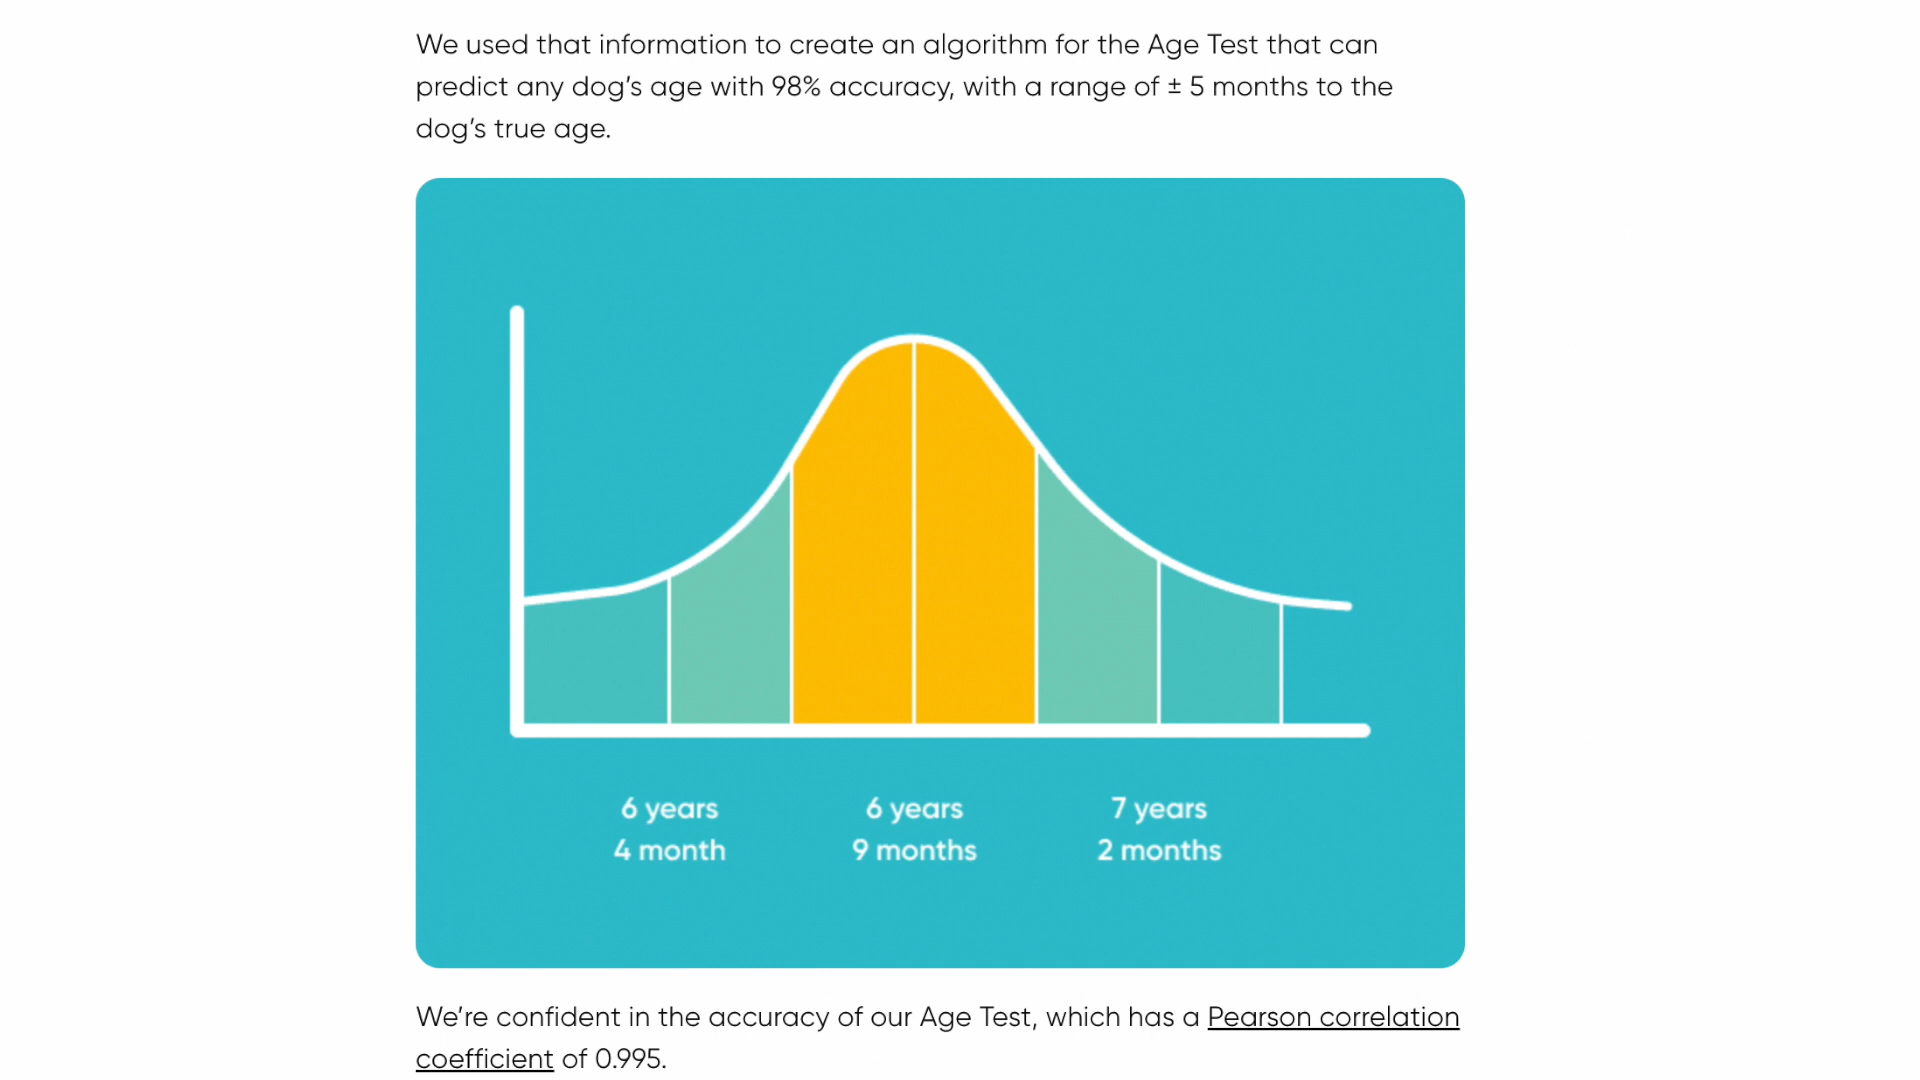 We used that information to create an algorithm for the Age Test that can
predict any dog’s age with 98% accuracy, with a range of ± 5 months to the
dog’s true age.
6 years
4 month
6 years
9 months
7 years
2 months
We’re confident in the accuracy of our Age Test, which has a Pearson correlation
coefficient of 0.995.